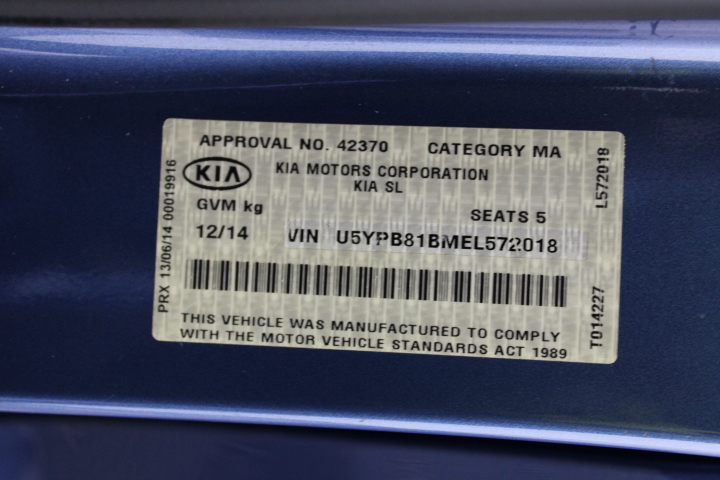 APPROVAL NO. 42370 CATEGORY MA
KIA
KIA MOTORS CORPORATION
KIA SL
GVM kg
SEATS 5
12/14 VIN U5YPB81BMEL572018
THIS VEHICLE WAS MANUFACTURED TO COMPLY
WITH THE MOTOR VEHICLE STANDARDS ACT 1989
PRX 13/06/14 00019916
L572018
T014227